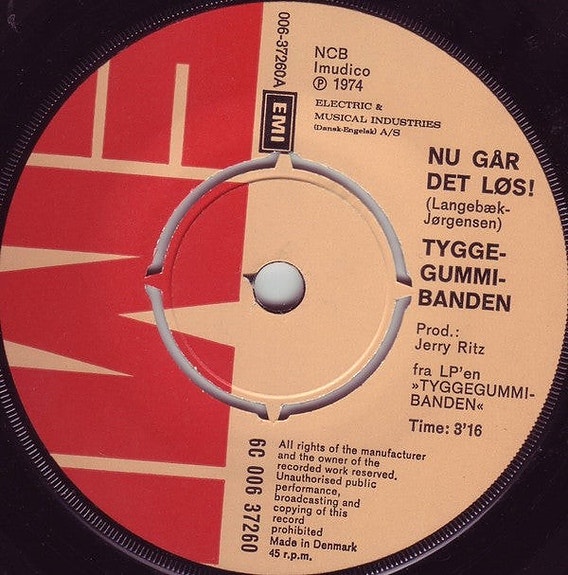 EMI
006-37260A
NCB
Imudico
Ⓟ 1974
EMI
ELECTRIC &
MUSICAL INDUSTRIES
(Dansk-Engelsk) A/S
NU GÅR
DET LØS!
(Langebæk-
Jørgensen)
TYGGE-
GUMMI-
BANDEN
Prod.:
Jerry Ritz
fra LP'en
»TYGGEGUMMI-
BANDEN«
Time: 3'16
6C 006 37260
All rights of the manufacturer
and the owner of the
recorded work reserved.
Unauthorised public
performance,
broadcasting and
copying of this
record
prohibited
Made in Denmark
45 r.p.m.